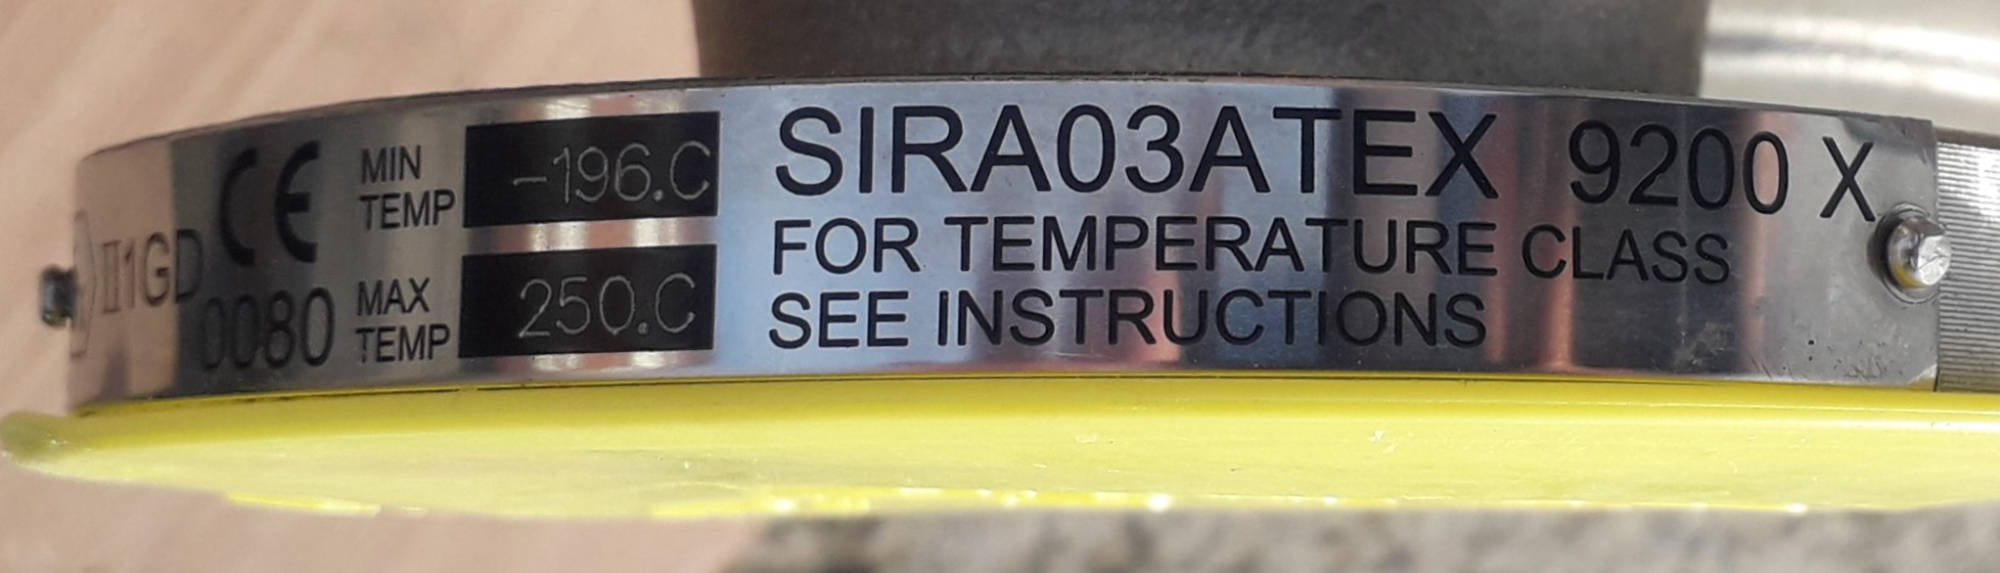 II1GD
CE
0080
MIN
TEMP
-196.C
MAX
TEMP
250.C
SIRA03ATEX 9200 X
FOR TEMPERATURE CLASS
SEE INSTRUCTIONS